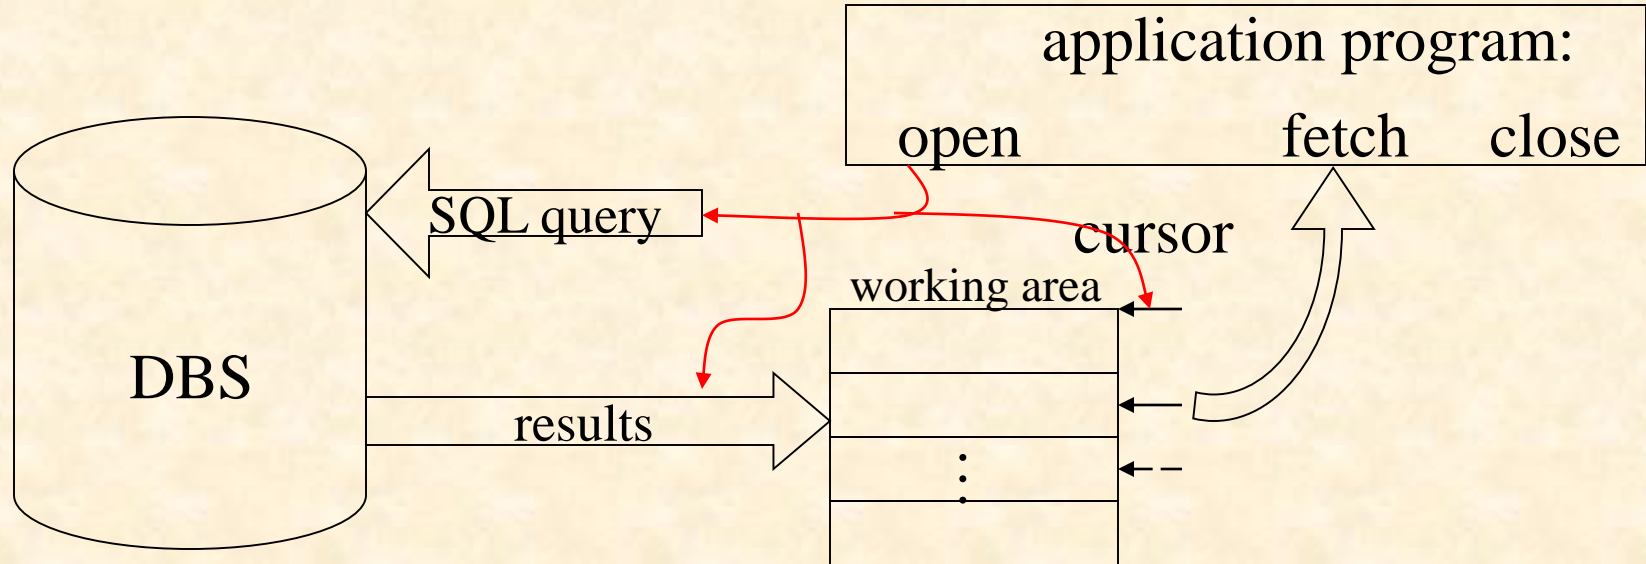 application program:
open fetch close
SQL query
cursor
working area
DBS
results